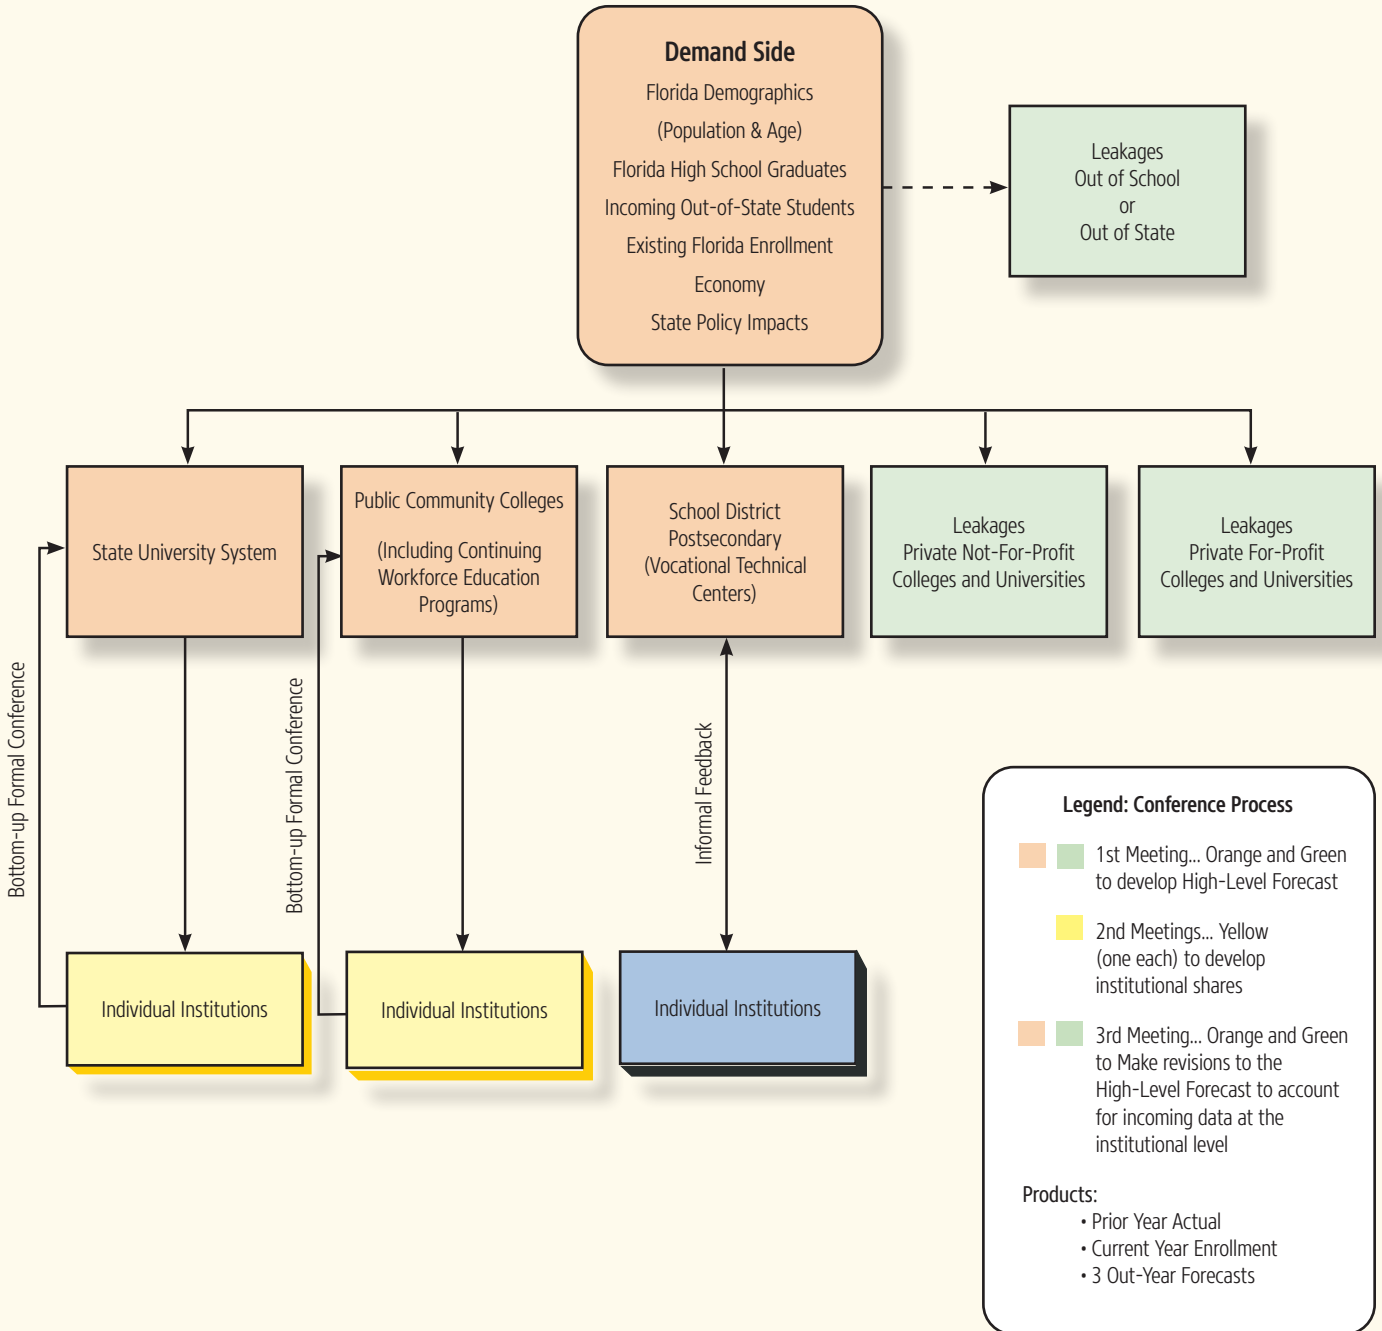 Demand Side
Florida Demographics
(Population & Age)
Florida High School Graduates
Incoming Out-of-State Students
Existing Florida Enrollment
Economy
State Policy Impacts
Leakages
Out of School
or
Out of State
State University System
Public Community Colleges
(Including Continuing
Workforce Education
Programs)
School District
Postsecondary
(Vocational Technical
Centers)
Leakages
Private Not-For-Profit
Colleges and Universities
Leakages
Private For-Profit
Colleges and Universities
Bottom-up Formal Conference
Bottom-up Formal Conference
Informal Feedback
Individual Institutions
Individual Institutions
Individual Institutions
Legend: Conference Process
1st Meeting... Orange and Green
to develop High-Level Forecast
2nd Meetings... Yellow
(one each) to develop
institutional shares
3rd Meeting... Orange and Green
to Make revisions to the
High-Level Forecast to account
for incoming data at the
institutional level
Products:
• Prior Year Actual
• Current Year Enrollment
• 3 Out-Year Forecasts